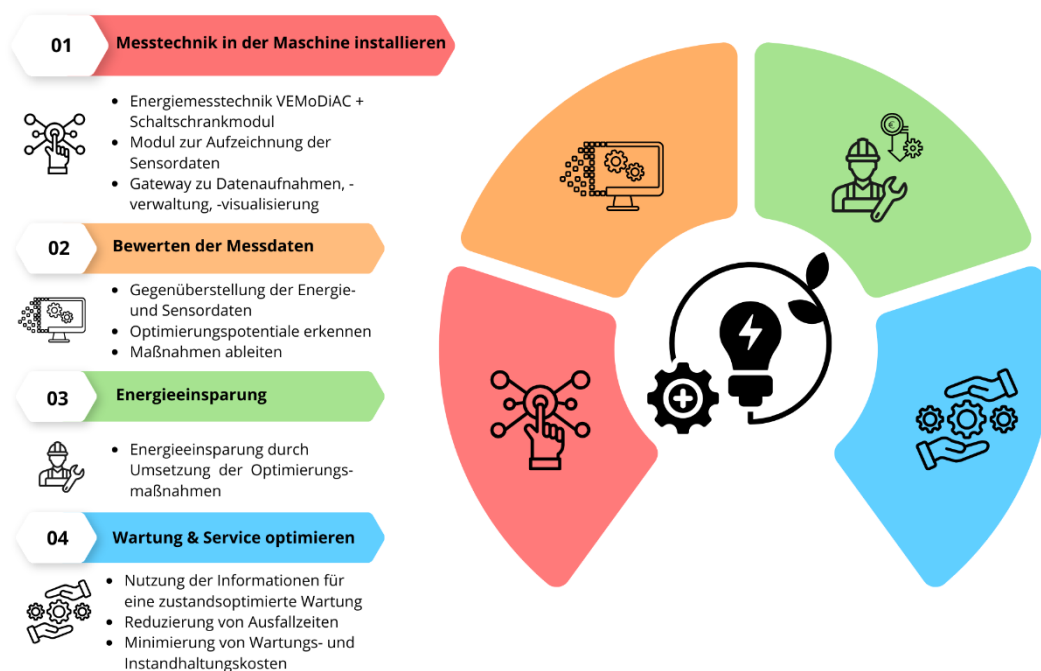 01
Messtechnik in der Maschine installieren
• Energiemesstechnik VEMoDiAC +
Schaltschrankmodul
• Modul zur Aufzeichnung der
Sensordaten
• Gateway zu Datenaufnahmen, -
verwaltung, -visualisierung
02
Bewerten der Messdaten
• Gegenüberstellung der Energie-
und Sensordaten
• Optimierungspotentiale erkennen
• Maßnahmen ableiten
03
Energieeinsparung
• Energieeinsparung durch
Umsetzung der Optimierungs-
maßnahmen
04
Wartung & Service optimieren
• Nutzung der Informationen für
eine zustandsoptimierte Wartung
• Reduzierung von Ausfallzeiten
• Minimierung von Wartungs- und
Instandhaltungskosten
€